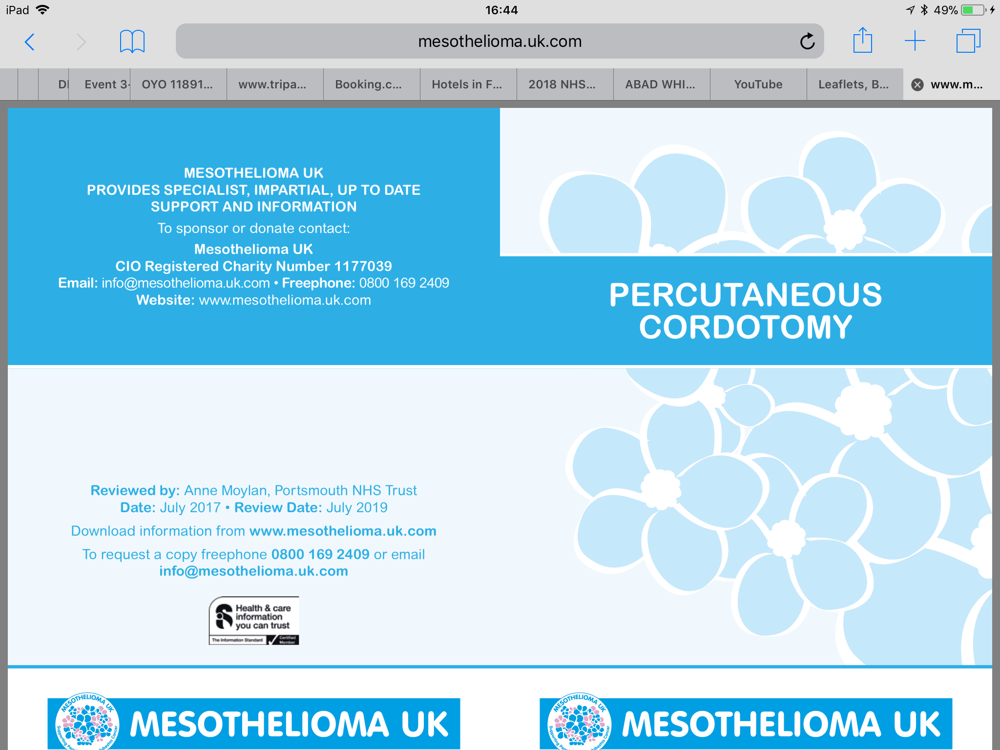 iPad
16:44
49%
mesothelioma.uk.com
Event 3-
OYO 11891...
www.tripa...
Booking.c...
Hotels in F...
2018 NHS...
ABAD WHI...
YouTube
Leaflets, B...
www.m...
MESOTHELIOMA UK
PROVIDES SPECIALIST, IMPARTIAL, UP TO DATE
SUPPORT AND INFORMATION
To sponsor or donate contact:
Mesothelioma UK
CIO Registered Charity Number 1177039
Email: info@mesothelioma.uk.com • Freephone: 0800 169 2409
Website: www.mesothelioma.uk.com
PERCUTANEOUS
CORDOTOMY
Reviewed by: Anne Moylan, Portsmouth NHS Trust
Date: July 2017 • Review Date: July 2019
Download information from www.mesothelioma.uk.com
To request a copy freephone 0800 169 2409 or email
info@mesothelioma.uk.com
Health & care
information
you can trust
The Information Standard
Certified
Member
MESOTHELIOMA UK
Supporting
Asbestos Cancer
MESOTHELIOMA UK
MESOTHELIOMA UK
Supporting
Asbestos Cancer
MESOTHELIOMA UK